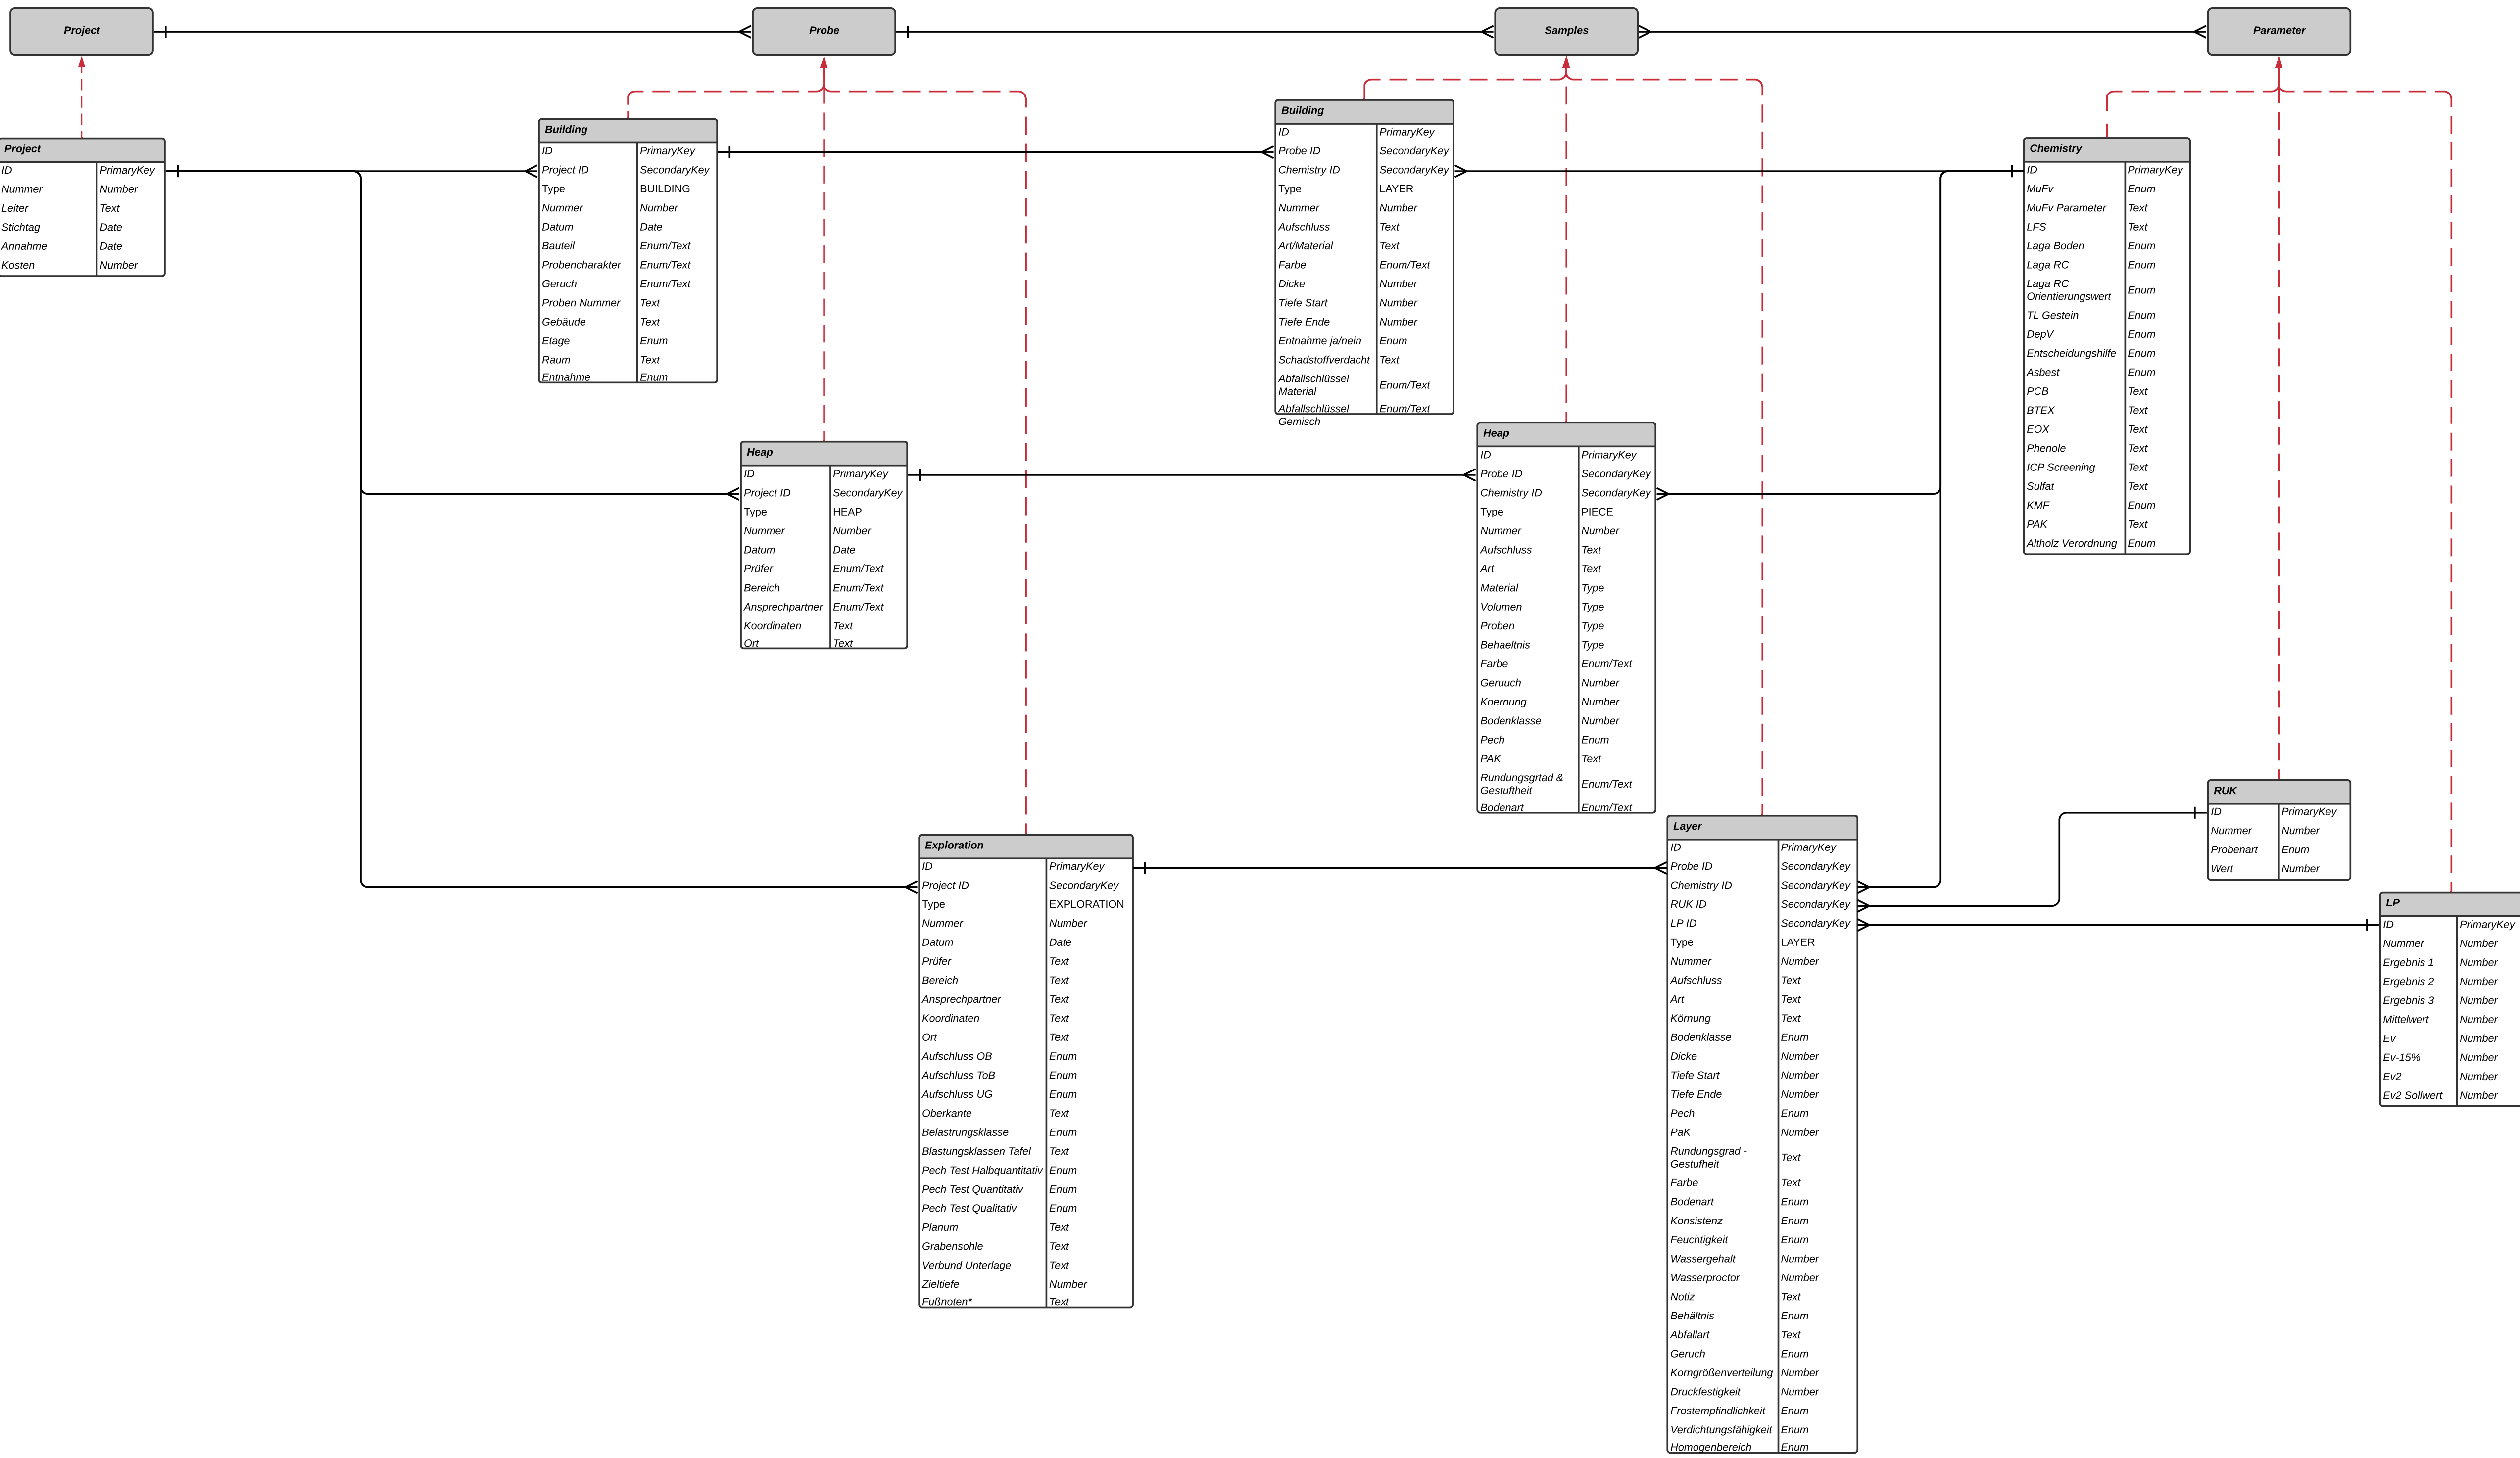 Project
Probe
Samples
Parameter
Project
ID PrimaryKey
Nummer Number
Leiter Text
Stichtag Date
Annahme Date
Kosten Number
Building
ID PrimaryKey
Project ID SecondaryKey
Type BUILDING
Nummer Number
Datum Date
Bauteil Enum/Text
Probencharakter Enum/Text
Geruch Enum/Text
Proben Nummer Text
Gebäude Text
Etage Enum
Raum Text
Entnahme Enum
Heap
ID PrimaryKey
Project ID SecondaryKey
Type HEAP
Nummer Number
Datum Date
Prüfer Enum/Text
Bereich Enum/Text
Ansprechpartner Enum/Text
Koordinaten Text
Ort Text
Exploration
ID PrimaryKey
Project ID SecondaryKey
Type EXPLORATION
Nummer Number
Datum Date
Prüfer Text
Bereich Text
Ansprechpartner Text
Koordinaten Text
Ort Text
Aufschluss OB Enum
Aufschluss ToB Enum
Aufschluss UG Enum
Oberkante Text
Belastrungsklasse Enum
Blastungsklassen Tafel Text
Pech Test Halbquantitativ Enum
Pech Test Quantitativ Enum
Pech Test Qualitativ Enum
Planum Text
Grabensohle Text
Verbund Unterlage Text
Zieltiefe Number
Fußnoten* Text
Building
ID PrimaryKey
Probe ID SecondaryKey
Chemistry ID SecondaryKey
Type LAYER
Nummer Number
Aufschluss Text
Art/Material Text
Farbe Enum/Text
Dicke Number
Tiefe Start Number
Tiefe Ende Number
Entnahme ja/nein Enum
Schadstoffverdacht Text
Abfallschlüssel
Material Enum/Text
Abfallschlüssel Enum/Text
Gemisch
Heap
ID PrimaryKey
Probe ID SecondaryKey
Chemistry ID SecondaryKey
Type PIECE
Nummer Number
Aufschluss Text
Art Text
Material Type
Volumen Type
Proben Type
Behaeltnis Type
Farbe Enum/Text
Geruuch Number
Koernung Number
Bodenklasse Number
Pech Enum
PAK Text
Rundungsgrtad &
Gestuftheit Enum/Text
Bodenart Enum/Text
Layer
ID PrimaryKey
Probe ID SecondaryKey
Chemistry ID SecondaryKey
RUK ID SecondaryKey
LP ID SecondaryKey
Type LAYER
Nummer Number
Aufschluss Text
Art Text
Körnung Text
Bodenklasse Enum
Dicke Number
Tiefe Start Number
Tiefe Ende Number
Pech Enum
PaK Number
Rundungsgrad -
Gestufheit Text
Farbe Text
Bodenart Enum
Konsistenz Enum
Feuchtigkeit Enum
Wassergehalt Number
Wasserproctor Number
Notiz Text
Behältnis Enum
Abfallart Text
Geruch Enum
Korngrößenverteilung Number
Druckfestigkeit Number
Frostempfindlichkeit Enum
Verdichtungsfähigkeit Enum
Homogenbereich Enum
Chemistry
ID PrimaryKey
MuFv Enum
MuFv Parameter Text
LFS Text
Laga Boden Enum
Laga RC Enum
Laga RC
Orientierungswert Enum
TL Gestein Enum
DepV Enum
Entscheidungshilfe Enum
Asbest Enum
PCB Text
BTEX Text
EOX Text
Phenole Text
ICP Screening Text
Sulfat Text
KMF Enum
PAK Text
Altholz Verordnung Enum
RUK
ID PrimaryKey
Nummer Number
Probenart Enum
Wert Number
LP
ID PrimaryKey
Nummer Number
Ergebnis 1 Number
Ergebnis 2 Number
Ergebnis 3 Number
Mittelwert Number
Ev Number
Ev-15% Number
Ev2 Number
Ev2 Sollwert Number